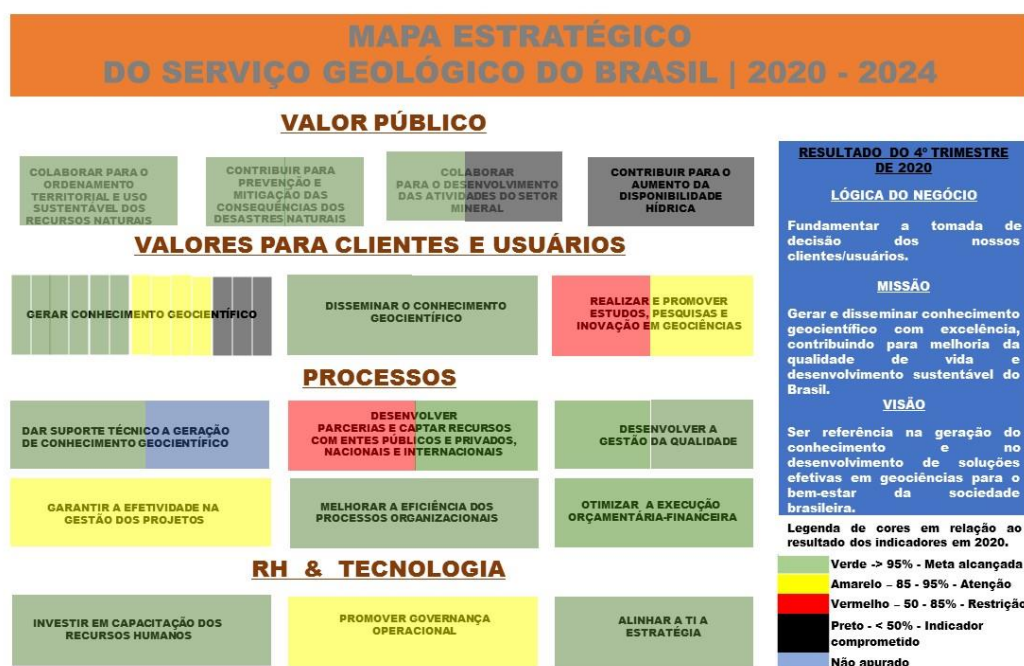 MAPA ESTRATÉGICO
DO SERVIÇO GEOLÓGICO DO BRASIL | 2020 - 2024
VALOR PÚBLICO
COLABORAR PARA O
ORDENAMENTO
TERRITORIAL E USO
SUSTENTÁVEL DOS
RECURSOS NATURAIS
CONTRIBUIR PARA
PREVENÇÃO E
MITIGAÇÃO DAS
CONSEQUÊNCIAS DOS
DESASTRES NATURAIS
COLABORAR
PARA O DESENVOLVIMENTO
DAS ATIVIDADES DO SETOR
MINERAL
CONTRIBUIR PARA O
AUMENTO DA
DISPONIBILIDADE
HÍDRICA
VALORES PARA CLIENTES E USUÁRIOS
GERAR CONHECIMENTO GEOCIENTÍFICO
DISSEMINAR O CONHECIMENTO
GEOCIENTÍFICO
REALIZAR E PROMOVER
ESTUDOS, PESQUISAS E
INOVAÇÃO EM GEOCIÊNCIAS
PROCESSOS
DAR SUPORTE TÉCNICO A GERAÇÃO
DE CONHECIMENTO GEOCIENTÍFICO
DESENVOLVER
PARCERIAS E CAPTAR RECURSOS
COM ENTES PÚBLICOS E PRIVADOS,
NACIONAIS E INTERNACIONAIS
DESENVOLVER A
GESTÃO DA QUALIDADE
GARANTIR A EFETIVIDADE NA
GESTÃO DOS PROJETOS
MELHORAR A EFICIÊNCIA DOS
PROCESSOS ORGANIZACIONAIS
OTIMIZAR A EXECUÇÃO
ORÇAMENTÁRIA-FINANCEIRA
RH & TECNOLOGIA
INVESTIR EM CAPACITAÇÃO DOS
RECURSOS HUMANOS
PROMOVER GOVERNANÇA
OPERACIONAL
ALINHAR A TI A
ESTRATÉGIA
RESULTADO DO 4º TRIMESTRE
DE 2020
LÓGICA DO NEGÓCIO
Fundamentar a tomada de
decisão dos nossos
clientes/usuários.
MISSÃO
Gerar e disseminar conhecimento
geocientífico com excelência,
contribuindo para melhoria da
qualidade de vida e
desenvolvimento sustentável do
Brasil.
VISÃO
Ser referência na geração do
conhecimento e no
desenvolvimento de soluções
efetivas em geociências para o
bem-estar da sociedade
brasileira.
Legenda de cores em relação ao
resultado dos indicadores em 2020.
Verde -> 95% - Meta alcançada
Amarelo – 85 - 95% - Atenção
Vermelho – 50 - 85% - Restrição
Preto - < 50% - Indicador
comprometido
Não apurado